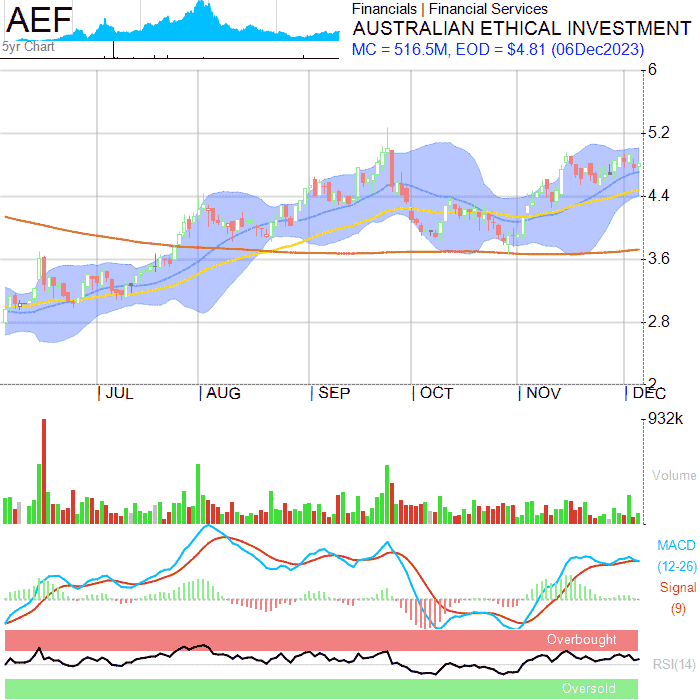 AEF
5yr Chart
Financials | Financial Services
AUSTRALIAN ETHICAL INVESTMENT
MC = 516.5M, EOD = $4.81 (06Dec2023)
6
5.2
4.4
3.6
2.8
2
JUL AUG SEP OCT NOV DEC
932k
Volume
MACD
(12-26)
Signal
(9)
Overbought
RSI(14)
Oversold